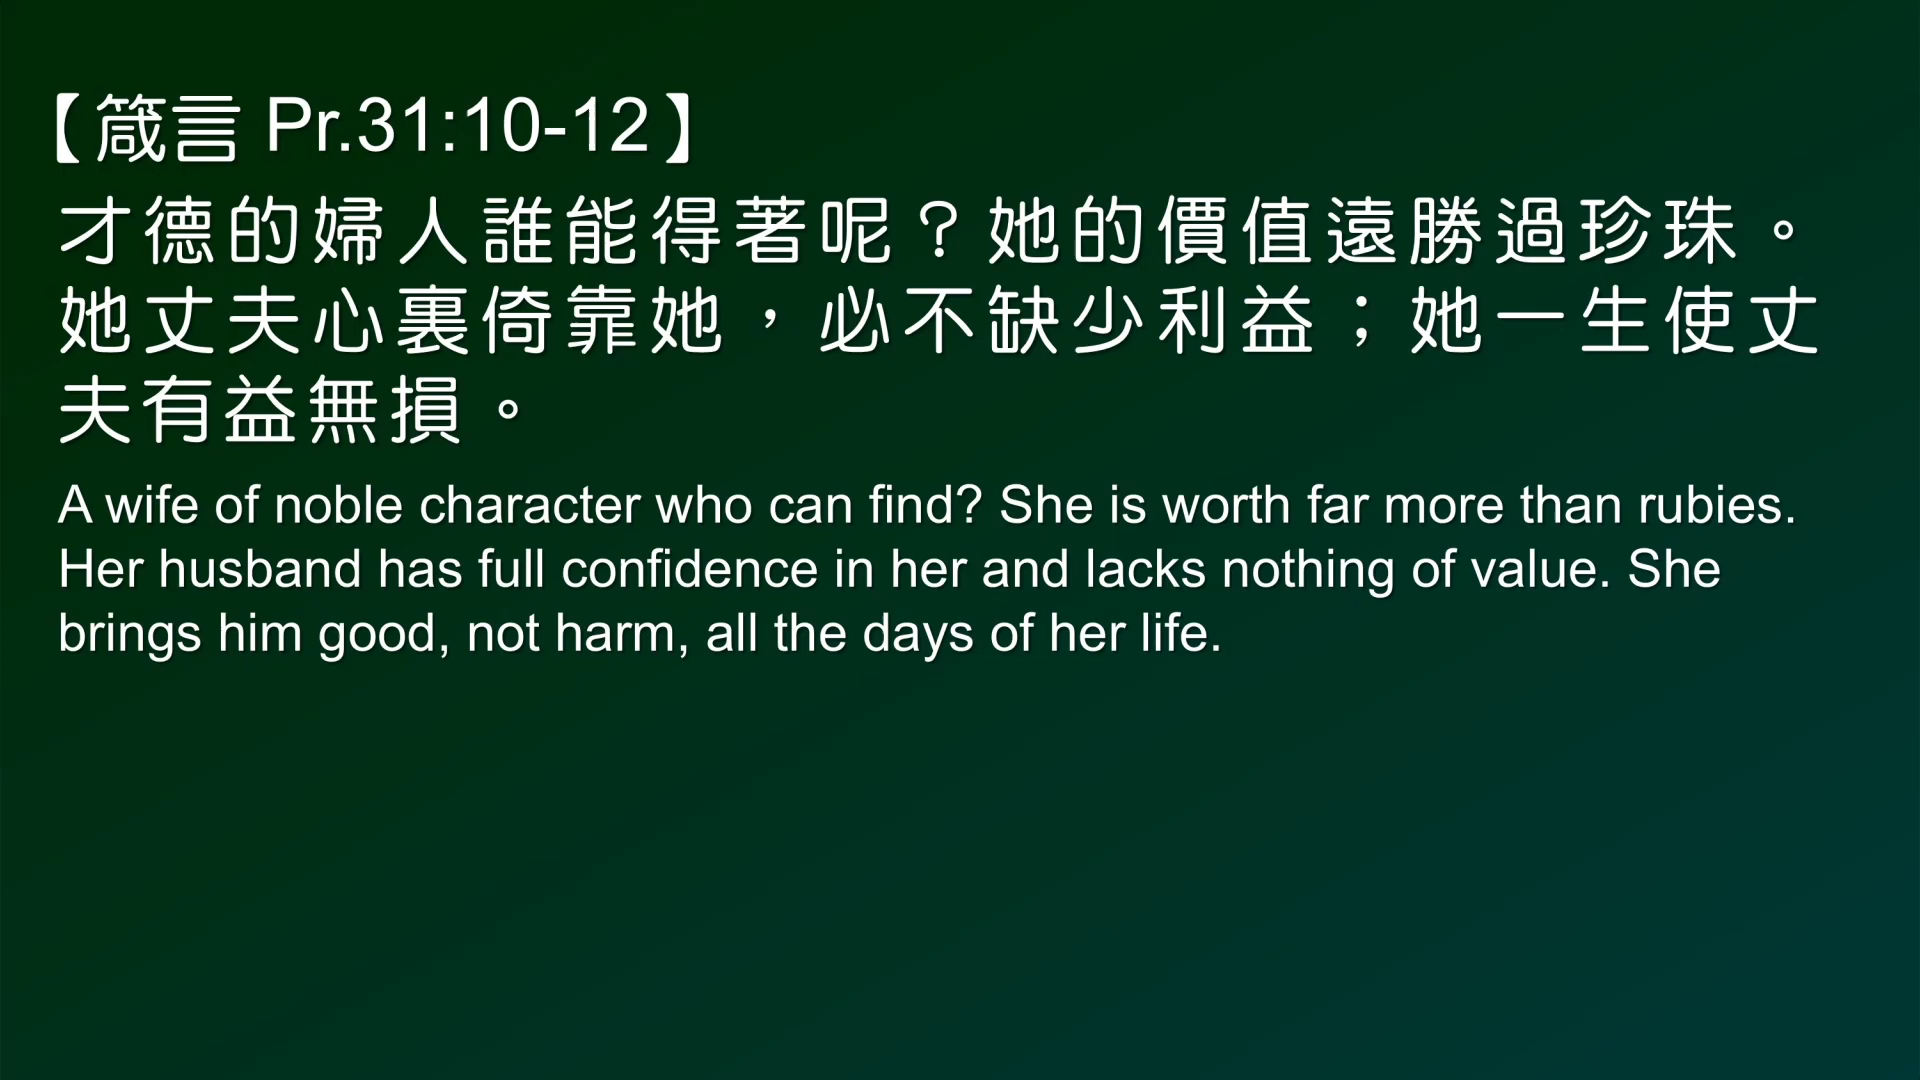 【箴言 Pr.31:10-12】
才德的婦人誰能得著呢？她的價值遠勝過珍珠。
她丈夫心裏倚靠她，必不缺少利益；她一生使丈
夫有益無損。
A wife of noble character who can find? She is worth far more than rubies.
Her husband has full confidence in her and lacks nothing of value. She
brings him good, not harm, all the days of her life.